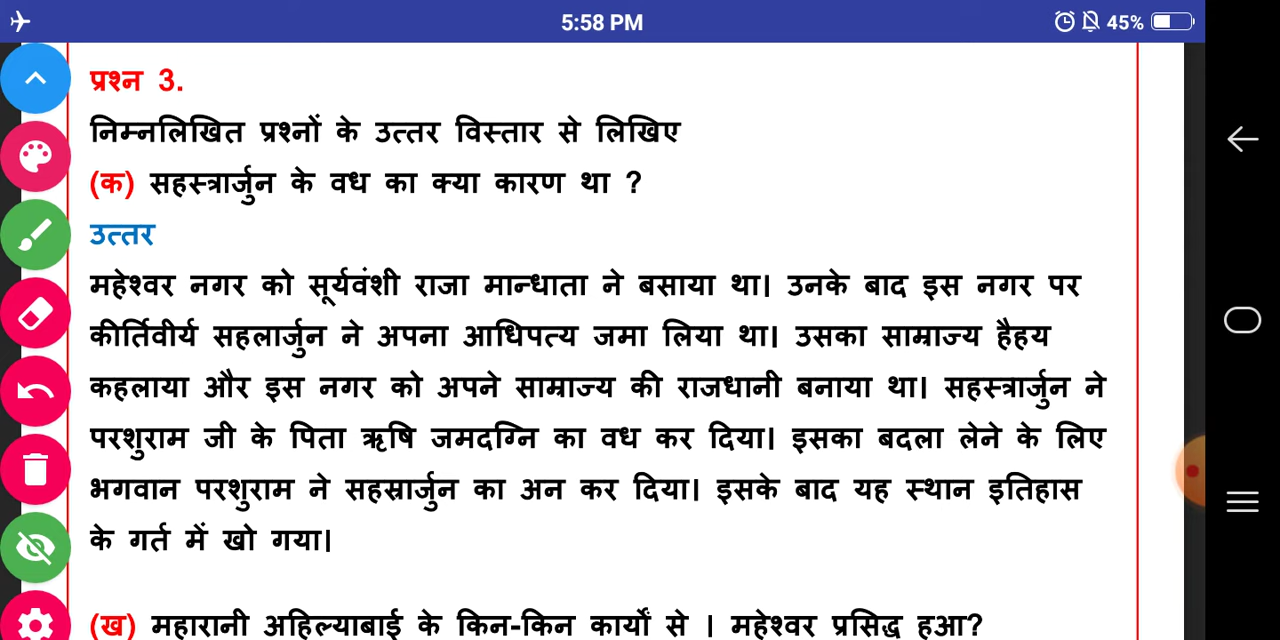 5:58 PM
45%
प्रश्न 3.
निम्नलिखित प्रश्नों के उत्तर विस्तार से लिखिए
(क) सहस्त्रार्जुन के वध का क्या कारण था ?
उत्तर
महेश्वर नगर को सूर्यवंशी राजा मान्धाता ने बसाया था। उनके बाद इस नगर पर
कीर्तिवीर्य सहलार्जुन ने अपना आधिपत्य जमा लिया था। उसका साम्राज्य हैहय
कहलाया और इस नगर को अपने साम्राज्य की राजधानी बनाया था। सहस्त्रार्जुन ने
परशुराम जी के पिता ऋषि जमदग्नि का वध कर दिया। इसका बदला लेने के लिए
भगवान परशुराम ने सहस्रार्जुन का अन कर दिया। इसके बाद यह स्थान इतिहास
के गर्त में खो गया।
(ख) महारानी अहिल्याबाई के किन-किन कार्यों से । महेश्वर प्रसिद्ध हआ?